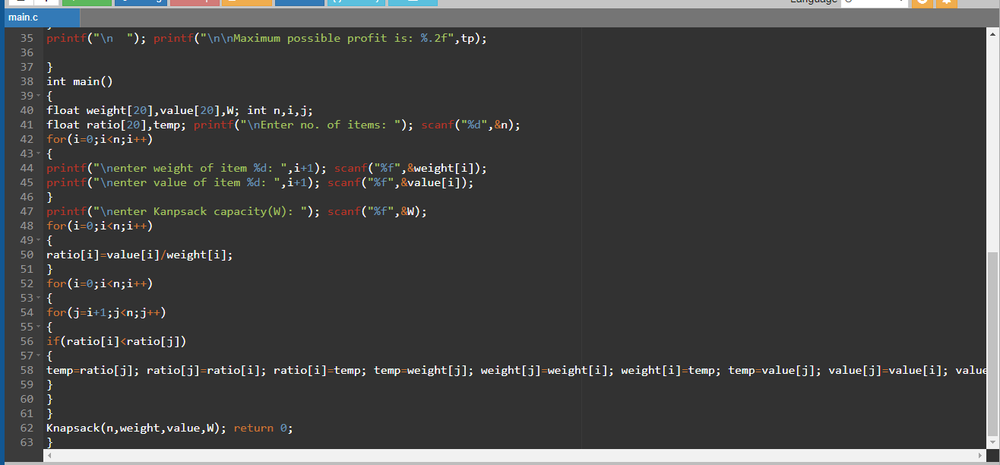 main.c
35 printf("\n  "); printf("\n\nMaximum possible profit is: %.2f",tp);
36
37 }
38 int main()
39 {
40 float weight[20],value[20],W; int n,i,j;
41 float ratio[20],temp; printf("\nEnter no. of items: "); scanf("%d",&n);
42 for(i=0;i<n;i++)
43 {
44 printf("\nenter weight of item %d: ",i+1); scanf("%f",&weight[i]);
45 printf("\nenter value of item %d: ",i+1); scanf("%f",&value[i]);
46 }
47 printf("\nenter Kanpsack capacity(W): "); scanf("%f",&W);
48 for(i=0;i<n;i++)
49 {
50 ratio[i]=value[i]/weight[i];
51 }
52 for(i=0;i<n;i++)
53 {
54 for(j=i+1;j<n;j++)
55 {
56 if(ratio[i]<ratio[j])
57 {
58 temp=ratio[j]; ratio[j]=ratio[i]; ratio[i]=temp; temp=weight[j]; weight[j]=weight[i]; weight[i]=temp; temp=value[j]; value[j]=value[i]; value
59 }
60 }
61 }
62 Knapsack(n,weight,value,W); return 0;
63 }